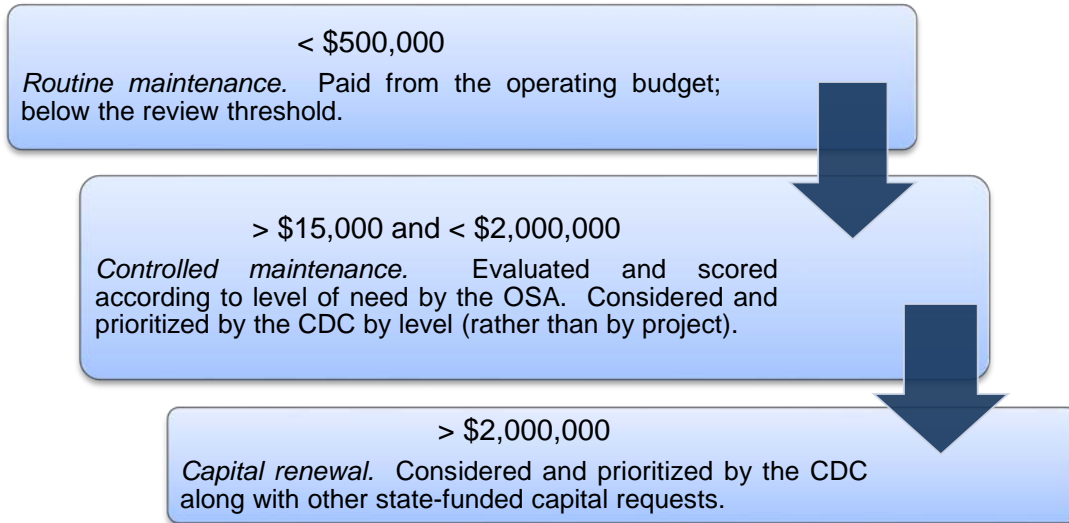 < $500,000
Routine maintenance. Paid from the operating budget;
below the review threshold.
> $15,000 and < $2,000,000
Controlled maintenance. Evaluated and scored
according to level of need by the OSA. Considered and
prioritized by the CDC by level (rather than by project).
> $2,000,000
Capital renewal. Considered and prioritized by the CDC
along with other state-funded capital requests.